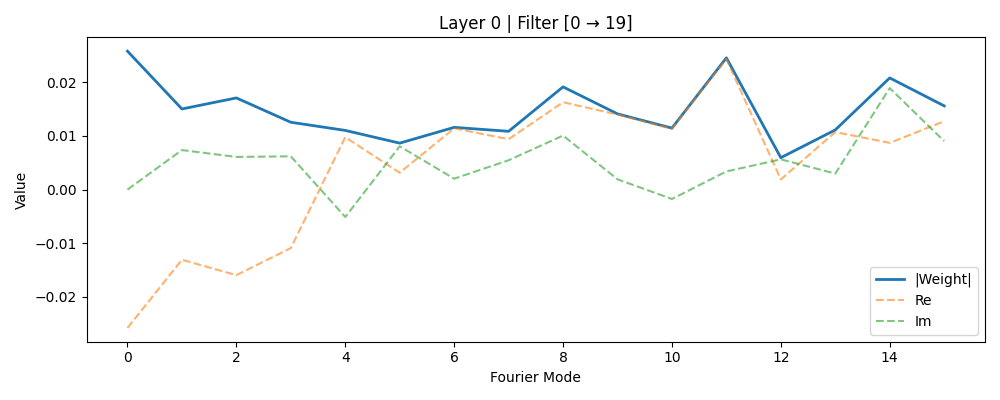 Layer 0 | Filter [0 → 19]
Value
0.02
0.01
0.00
−0.01
−0.02
|Weight|
Re
Im
0 2 4 6 8 10 12 14
Fourier Mode